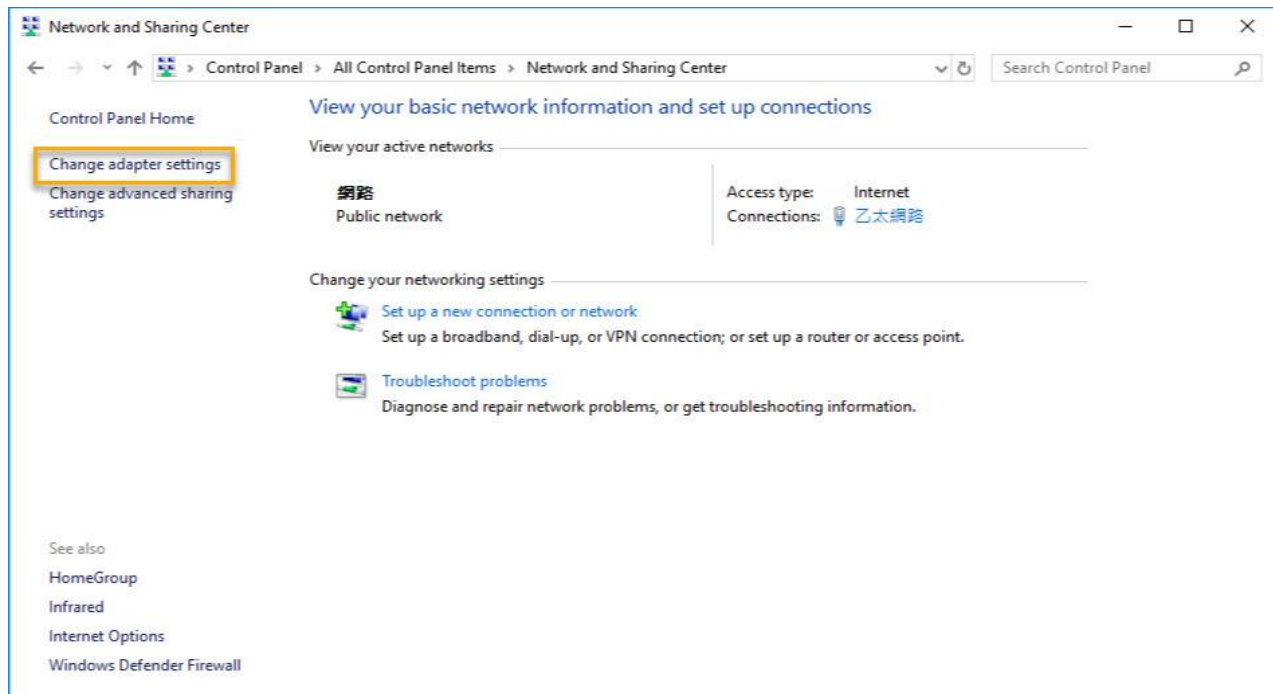 Network and Sharing Center
Control Panel > All Control Panel Items > Network and Sharing Center
Search Control Panel
Control Panel Home
Change adapter settings
Change advanced sharing
settings
View your basic network information and set up connections
View your active networks
網路
Public network
Access type: Internet
Connections: 乙太網路
Change your networking settings
Set up a new connection or network
Set up a broadband, dial-up, or VPN connection; or set up a router or access point.
Troubleshoot problems
Diagnose and repair network problems, or get troubleshooting information.
See also
HomeGroup
Infrared
Internet Options
Windows Defender Firewall